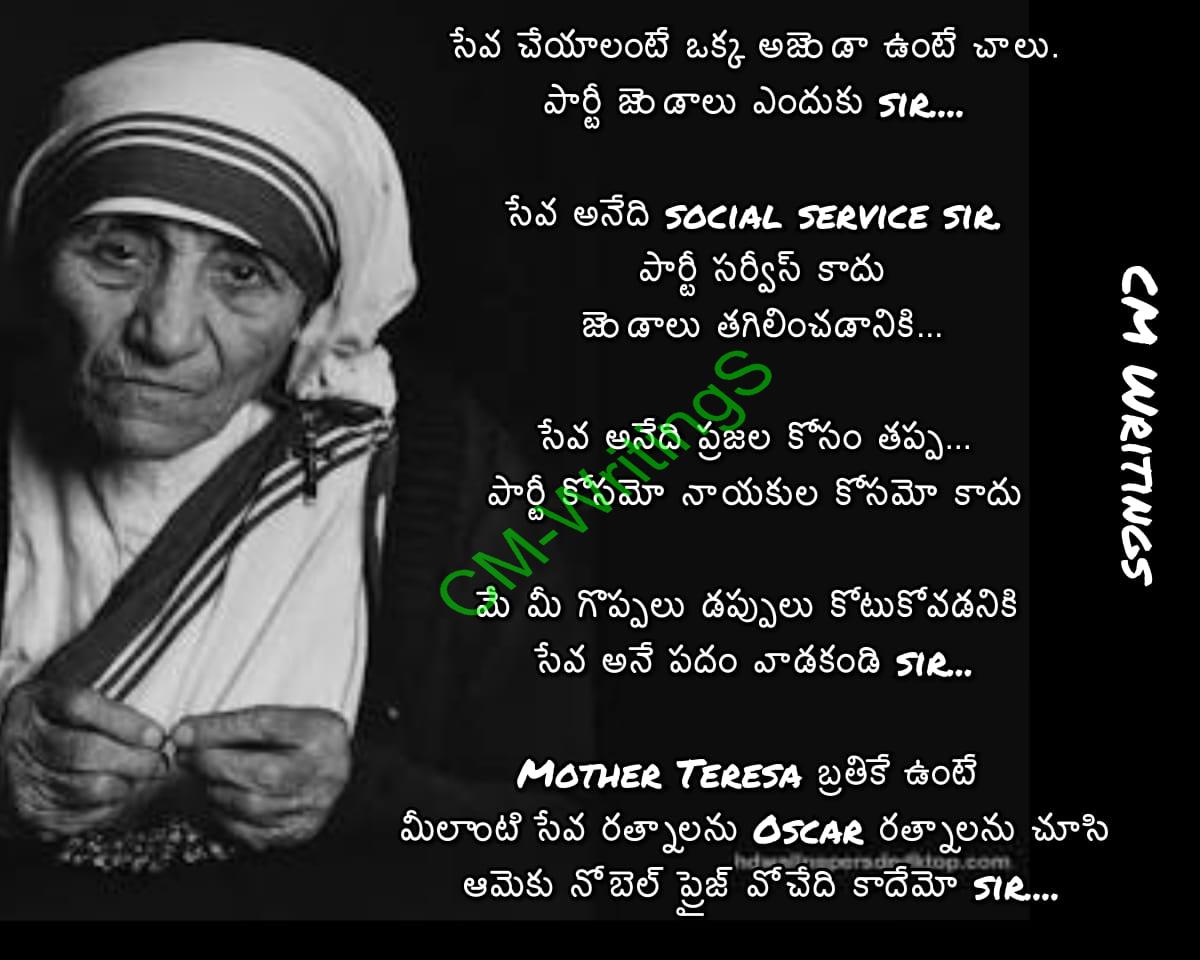 సేవ చేయాలంటే ఒక్క అజెండా ఉంటే చాలు.
పార్టీ జెండాలు ఎందుకు SIR....
సేవ అనేది SOCIAL SERVICE SIR.
పార్టీ సర్వీస్ కాదు
జెండాలు తగిలించడానికి...
సేవ అనేది ప్రజల కోసం తప్ప...
పార్టీ కోసమో నాయకుల కోసమో కాదు
మే మీ గొప్పలు డప్పులు కోటుకోవడనికి
సేవ అనే పదం వాడకండి SIR...
MOTHER TERESA బ్రతికే ఉంటే
మీలాంటి సేవ రత్నాలను OSCAR రత్నాలను చూసి
ఆమెకు నోబెల్ ప్రైజ్ వోచేది కాదేమో SIR....
CM WRITINGS
CM-WritingS